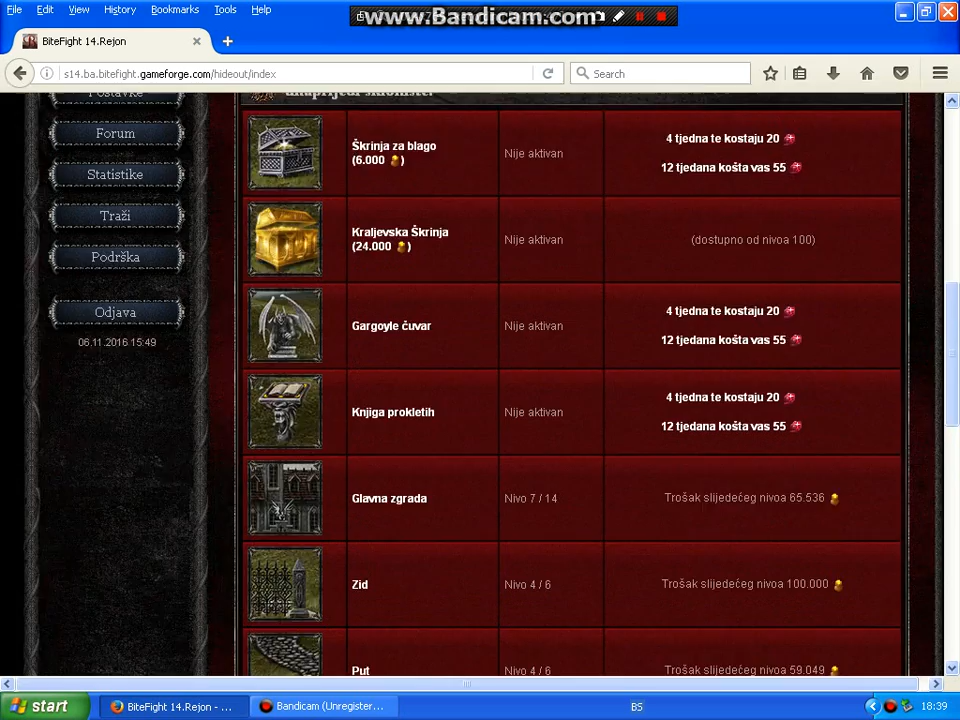 File Edit View History Bookmarks Tools Help
www.Bandicam.com
BiteFight 14.Rejon
s14.ba.bitefight.gameforge.com/hideout/index
Search
Postavke
Forum
Statistike
Traži
Podrška
Odjava
06.11.2016 15:49
unaprijedi sklonište.
Škrinja za blago
(6.000 )
Nije aktivan
4 tjedna te kostaju 20
12 tjedana košta vas 55
Kraljevska Škrinja
(24.000 )
Nije aktivan
(dostupno od nivoa 100)
Gargoyle čuvar
Nije aktivan
4 tjedna te kostaju 20
12 tjedana košta vas 55
Knjiga prokletih
Nije aktivan
4 tjedna te kostaju 20
12 tjedana košta vas 55
Glavna zgrada
Nivo 7 / 14
Trošak slijedećeg nivoa 65.536
Zid
Nivo 4 / 6
Trošak slijedećeg nivoa 100.000
Put
Nivo 4 / 6
Trošak slijedećeg nivoa 59.049
start
BiteFight 14.Rejon - ...
Bandicam (Unregister...
BS
18:39